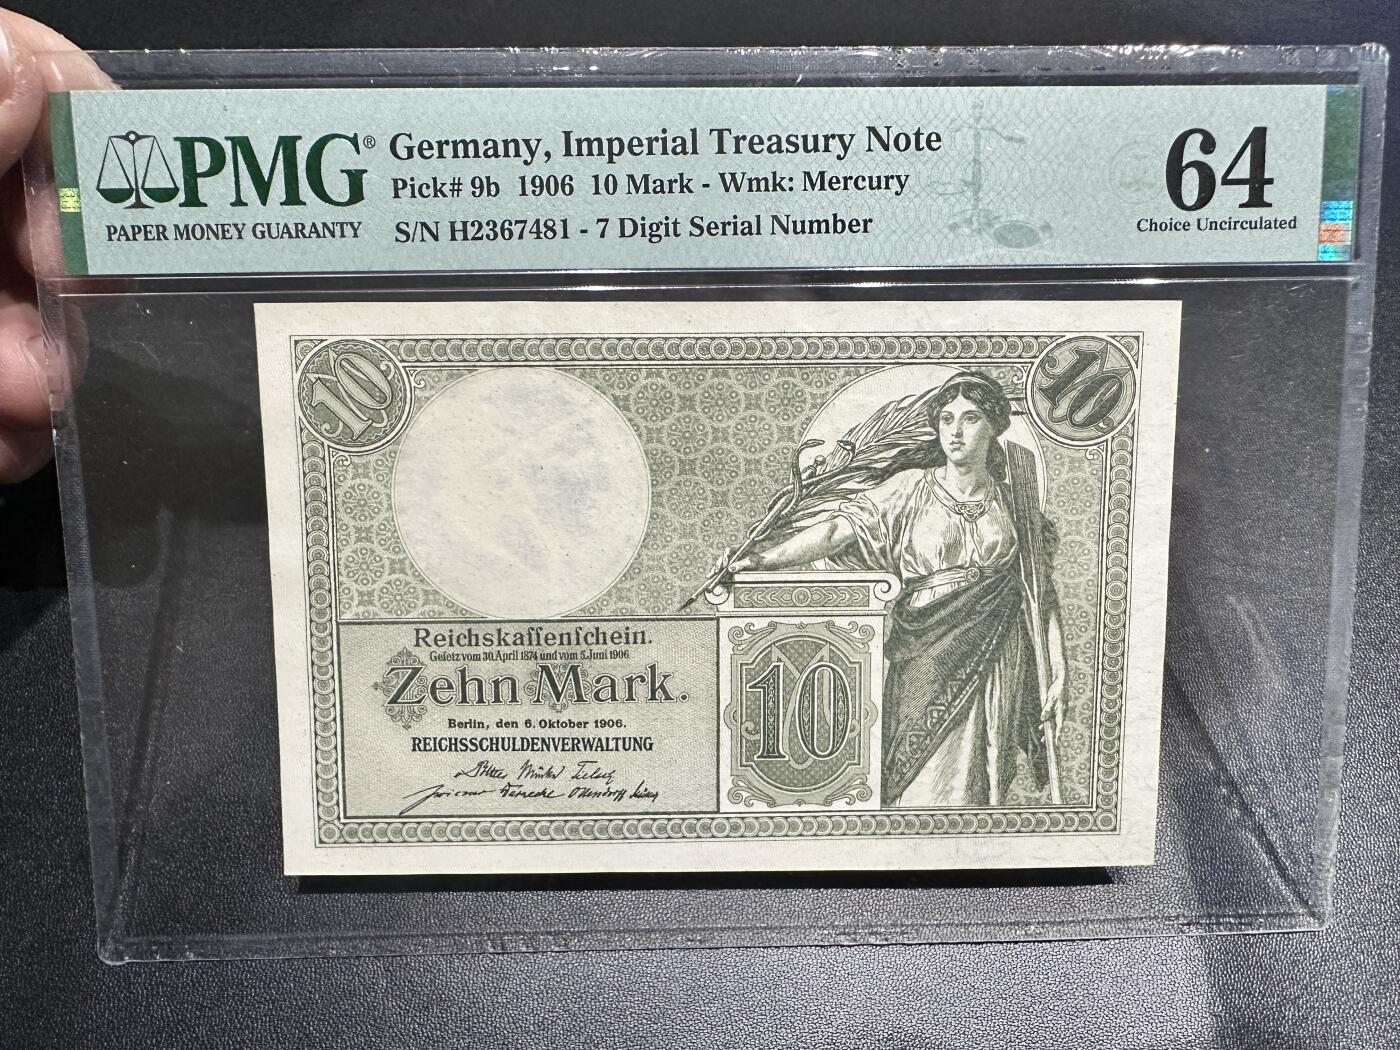 PMG®
PAPER MONEY GUARANTY
Germany, Imperial Treasury Note
Pick# 9b 1906 10 Mark - Wmk: Mercury
S/N H2367481 - 7 Digit Serial Number
64
Choice Uncirculated
10
10
Reichskaſſenſchein.
Geſetz vom 30. April 1874 und vom 5. Juni 1906
Zehn Mark.
Berlin, den 6. Oktober 1906.
REICHSSCHULDENVERWALTUNG
10